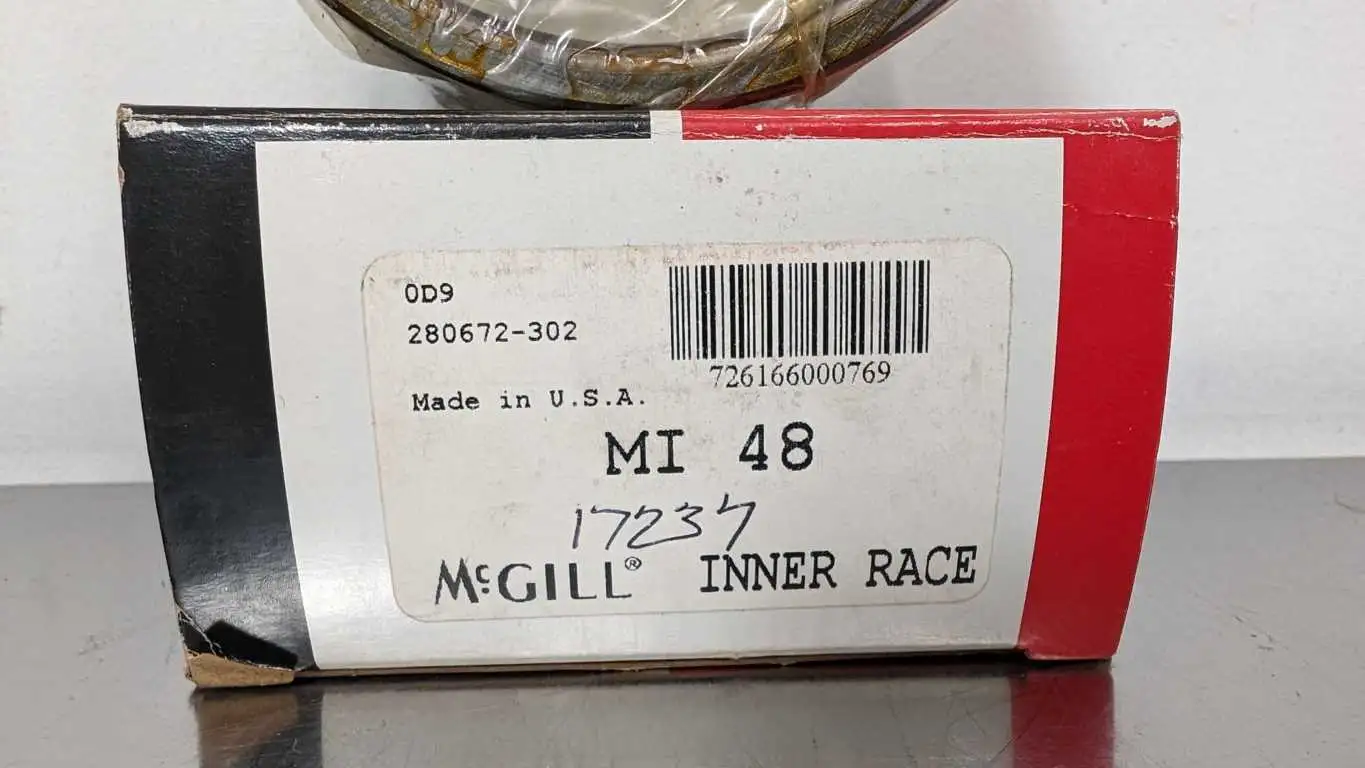 0D9
280672-302
726166000769
Made in U.S.A.
MI 48
17237
McGILL® INNER RACE